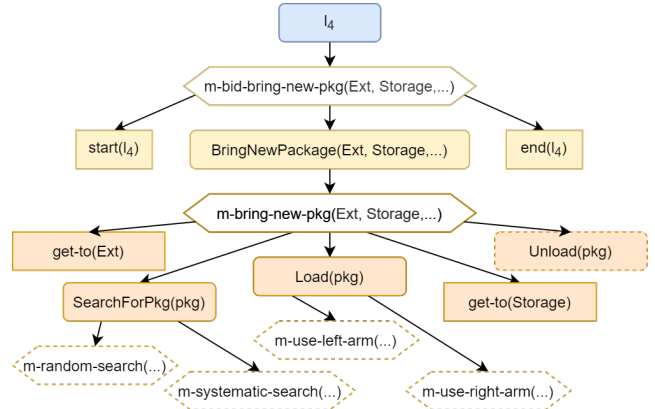 I₄
m-bid-bring-new-pkg(Ext, Storage,...)
start(I₄)
BringNewPackage(Ext, Storage,...)
end(I₄)
m-bring-new-pkg(Ext, Storage,...)
get-to(Ext)
Unload(pkg)
SearchForPkg(pkg)
Load(pkg)
get-to(Storage)
m-use-left-arm(...)
m-random-search(...)
m-systematic-search(...)
m-use-right-arm(...)